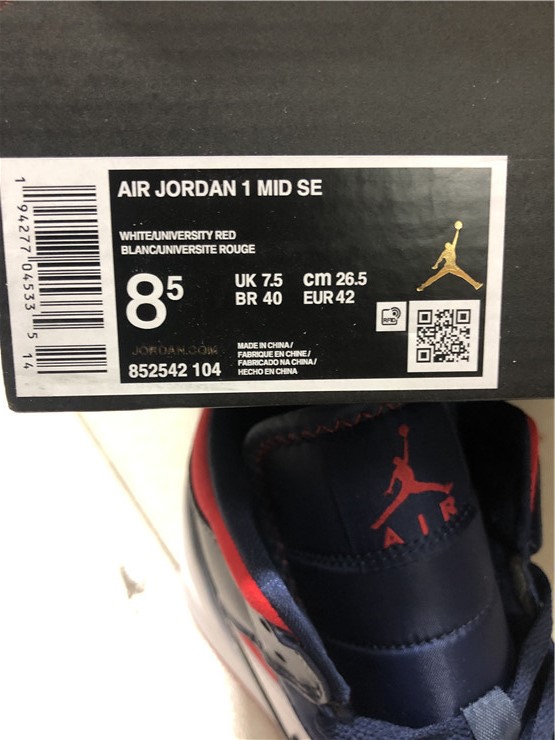 AIR JORDAN 1 MID SE
WHITE/UNIVERSITY RED
BLANC/UNIVERSITE ROUGE
8⁵
UK 7.5 cm 26.5
BR 40 EUR 42
RFID
JORDAN.COM
852542 104
MADE IN CHINA /
FABRIQUE EN CHINE /
FABRICADO NA CHINA /
HECHO EN CHINA
1 94277 04533 5 14
AIR